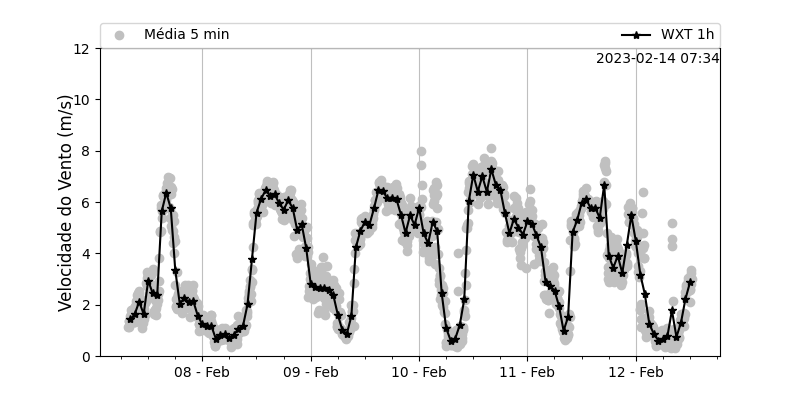 Média 5 min
WXT 1h
2023-02-14 07:34
Velocidade do Vento (m/s)
12
10
8
6
4
2
0
08 - Feb
09 - Feb
10 - Feb
11 - Feb
12 - Feb